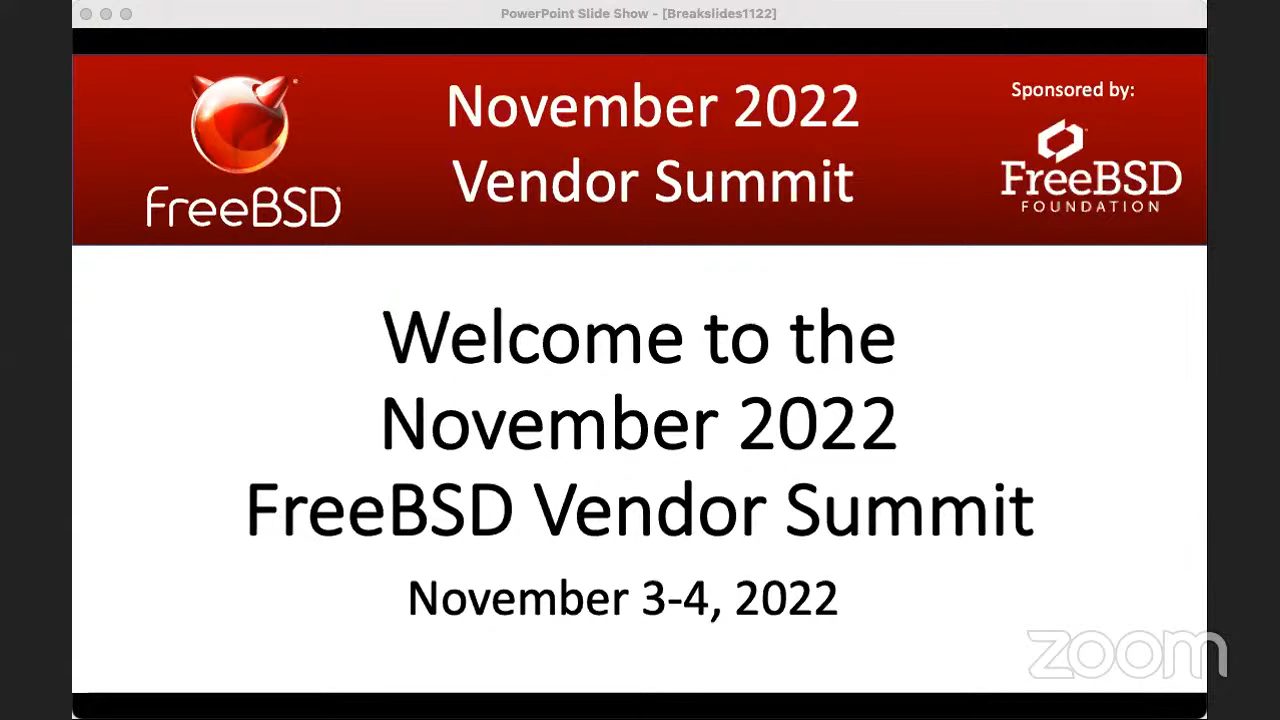 PowerPoint Slide Show - [Breakslides1122]
November 2022
Vendor Summit
FreeBSD
Sponsored by:
FreeBSD
FOUNDATION
Welcome to the
November 2022
FreeBSD Vendor Summit
November 3-4, 2022
zoom